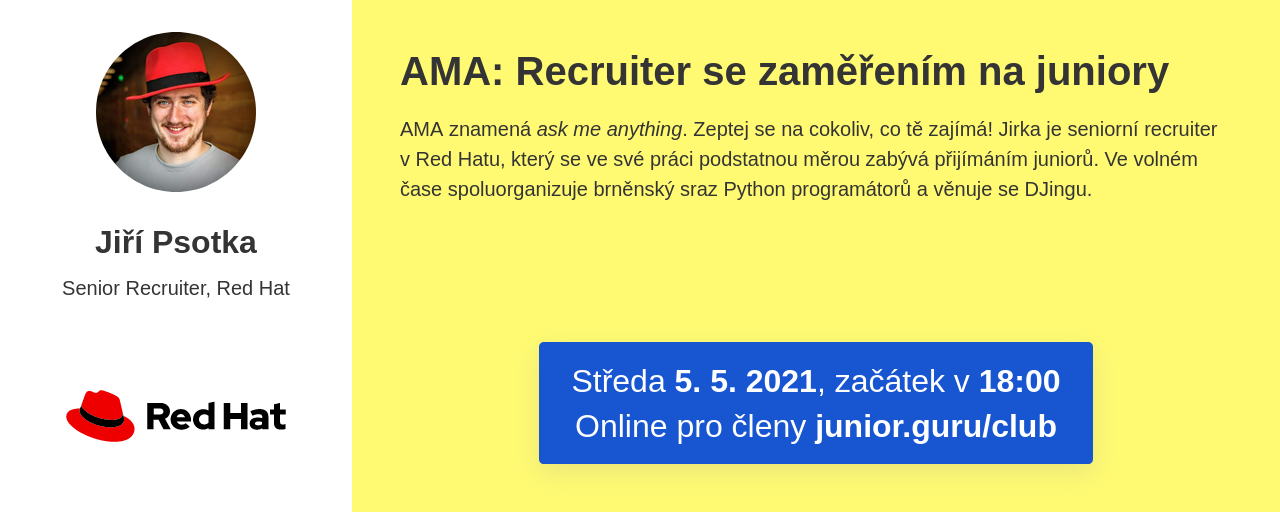 Jiří Psotka
Senior Recruiter, Red Hat
Red Hat
AMA: Recruiter se zaměřením na juniory
AMA znamená ask me anything. Zeptej se na cokoliv, co tě zajímá! Jirka je seniorní recruiter
v Red Hatu, který se ve své práci podstatnou měrou zabývá přijímáním juniorů. Ve volném
čase spoluorganizuje brněnský sraz Python programátorů a věnuje se DJingu.
Středa 5. 5. 2021, začátek v 18:00
Online pro členy junior.guru/club